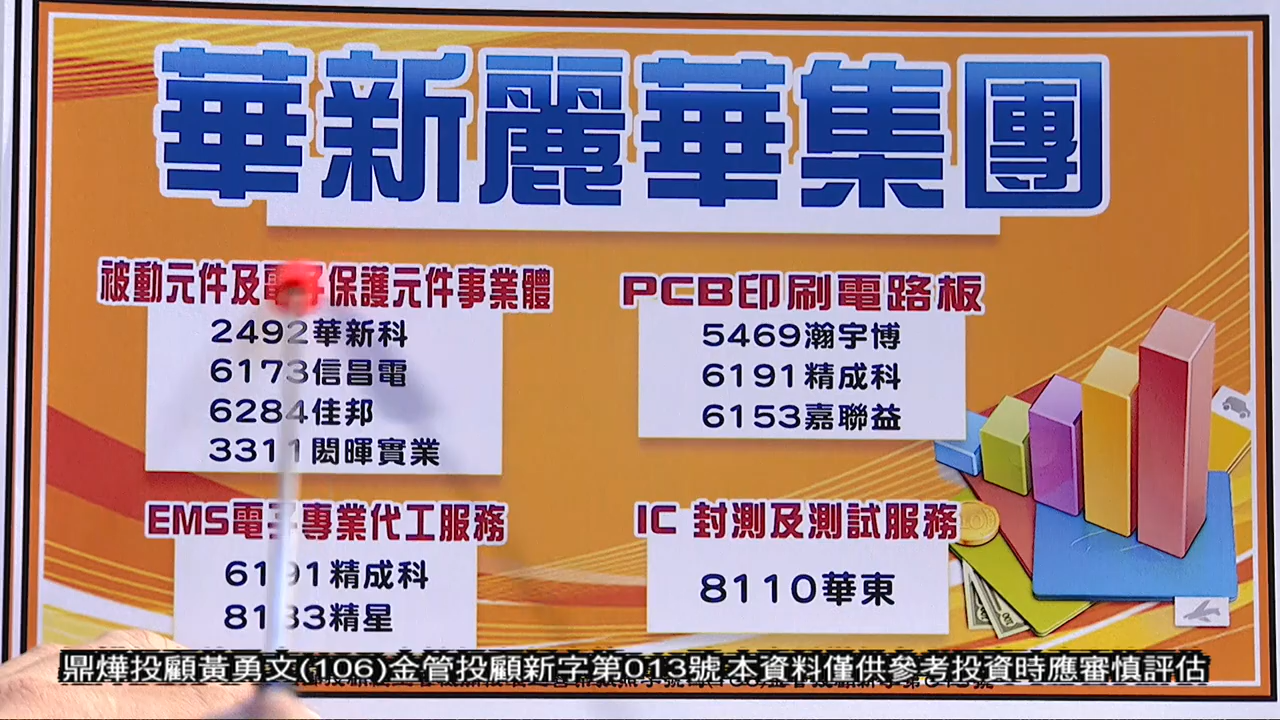 華新麗華集團
被動元件及電子保護元件事業體
2492華新科
6173信昌電
6284佳邦
3311閎暉實業
PCB印刷電路板
5469瀚宇博
6191精成科
6153嘉聯益
EMS電子專業代工服務
6191精成科
8183精星
IC 封測及測試服務
8110華東
鼎燁投顧黃勇文(106)金管投顧新字第013號 本資料僅供參考投資時應審慎評估